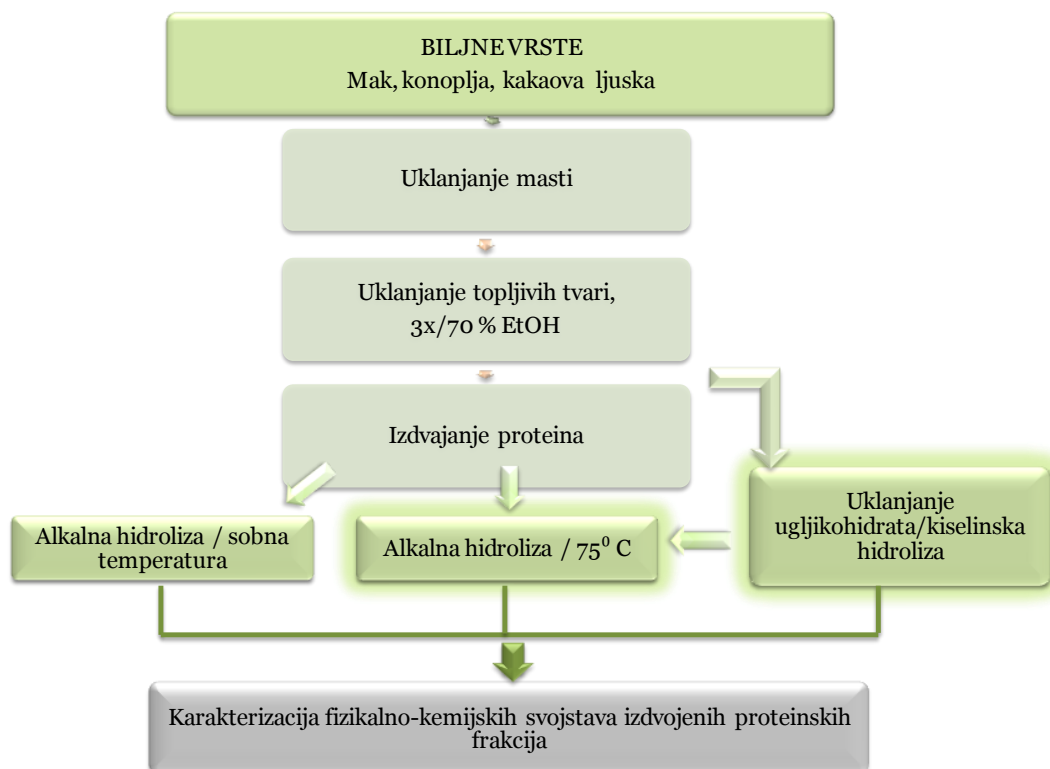 BILJNE VRSTE
Mak, konoplja, kakaova ljuska
Uklanjanje masti
Uklanjanje topljivih tvari,
3x/70 % EtOH
Izdvajanje proteina
Alkalna hidroliza / sobna
temperatura
Alkalna hidroliza / 75⁰ C
Uklanjanje
ugljikohidrata/kiselinska
hidroliza
Karakterizacija fizikalno-kemijskih svojstava izdvojenih proteinskih
frakcija